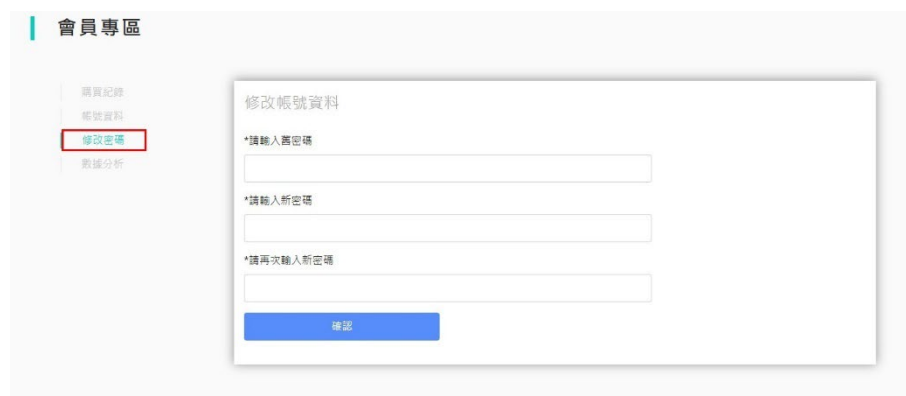 會員專區
購買紀錄
帳號資料
修改密碼
數據分析
修改帳號資料
*請輸入舊密碼
*請輸入新密碼
*請再次輸入新密碼
確認